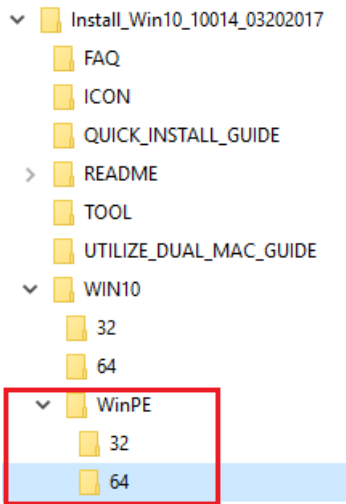 Install_Win10_10014_03202017
FAQ
ICON
QUICK_INSTALL_GUIDE
README
TOOL
UTILIZE_DUAL_MAC_GUIDE
WIN10
32
64
WinPE
32
64